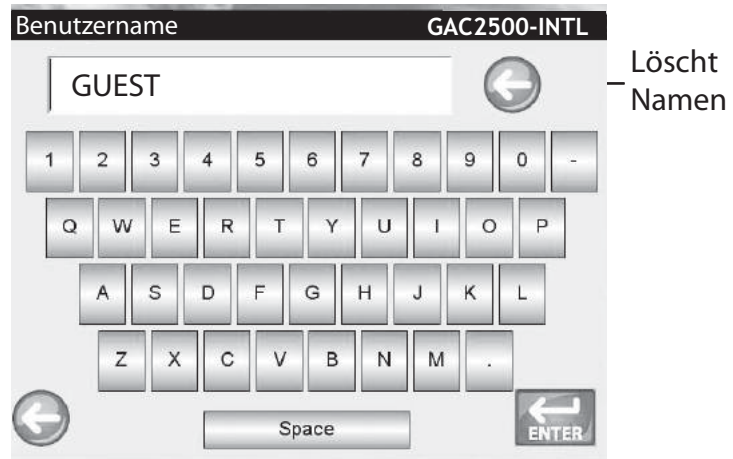 Benutzername GAC2500-INTL
GUEST
Löscht
Namen
1 2 3 4 5 6 7 8 9 0 -
Q W E R T Y U I O P
A S D F G H J K L
Z X C V B N M .
Space
ENTER